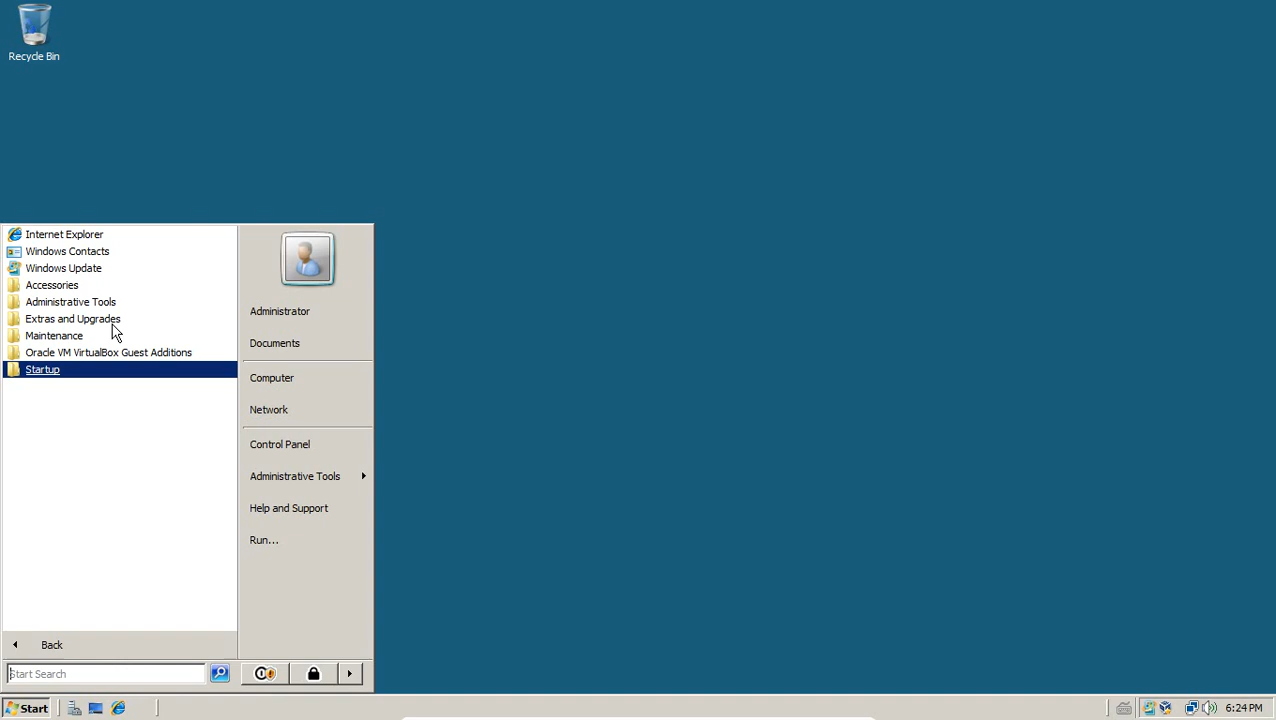 Recycle Bin
Internet Explorer
Windows Contacts
Windows Update
Accessories
Administrative Tools
Extras and Upgrades
Maintenance
Oracle VM VirtualBox Guest Additions
Startup
Back
Start Search
Administrator
Documents
Computer
Network
Control Panel
Administrative Tools
Help and Support
Run...
Start
6:24 PM